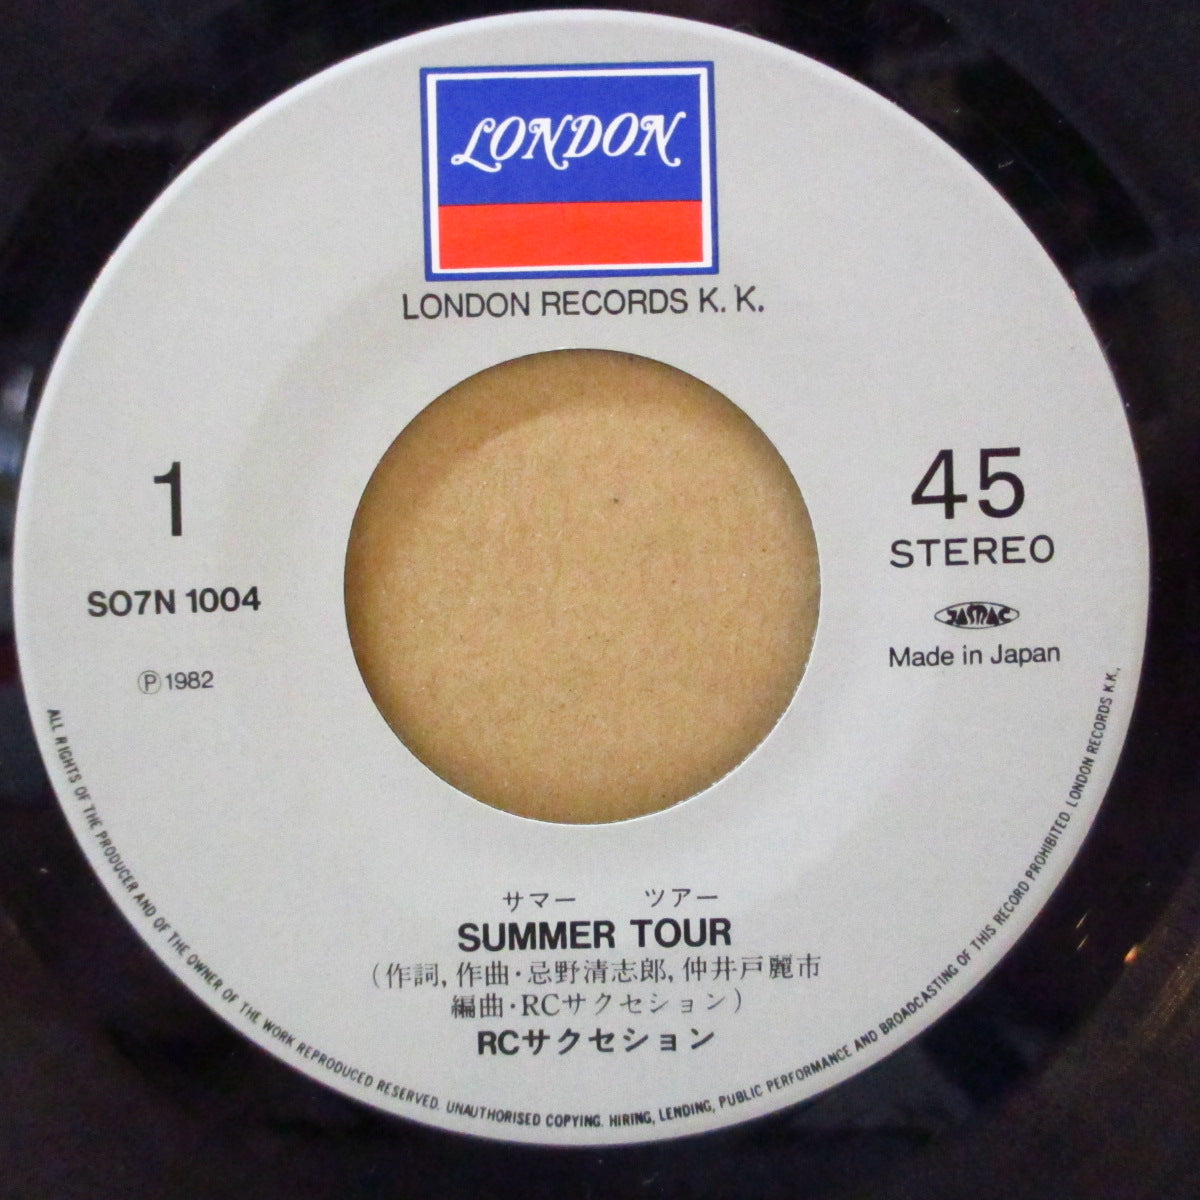 LONDON
LONDON RECORDS K. K.
1
SO7N 1004
Ⓟ 1982
45
STEREO
JASRAC
Made in Japan
サマー ツアー
SUMMER TOUR
(作詞, 作曲・忌野清志郎, 仲井戸麗市
編曲・RCサクセション)
RCサクセション
ALL RIGHTS OF THE PRODUCER AND OF THE OWNER OF THE WORK REPRODUCED RESERVED. UNAUTHORISED COPYING. HIRING, LENDING, PUBLIC PERFORMANCE AND BROADCASTING OF THIS RECORD PROHIBITED. LONDON RECORDS K.K.,